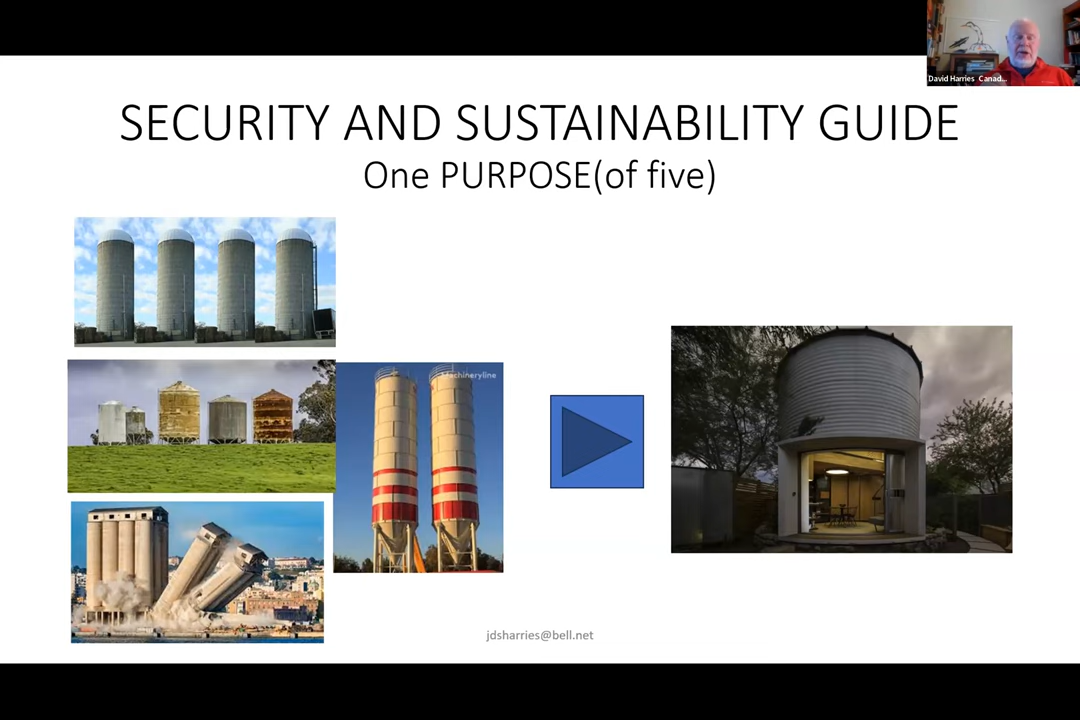 David Harries Canad...
SECURITY AND SUSTAINABILITY GUIDE
One PURPOSE(of five)
Machineryline
jdsharries@bell.net